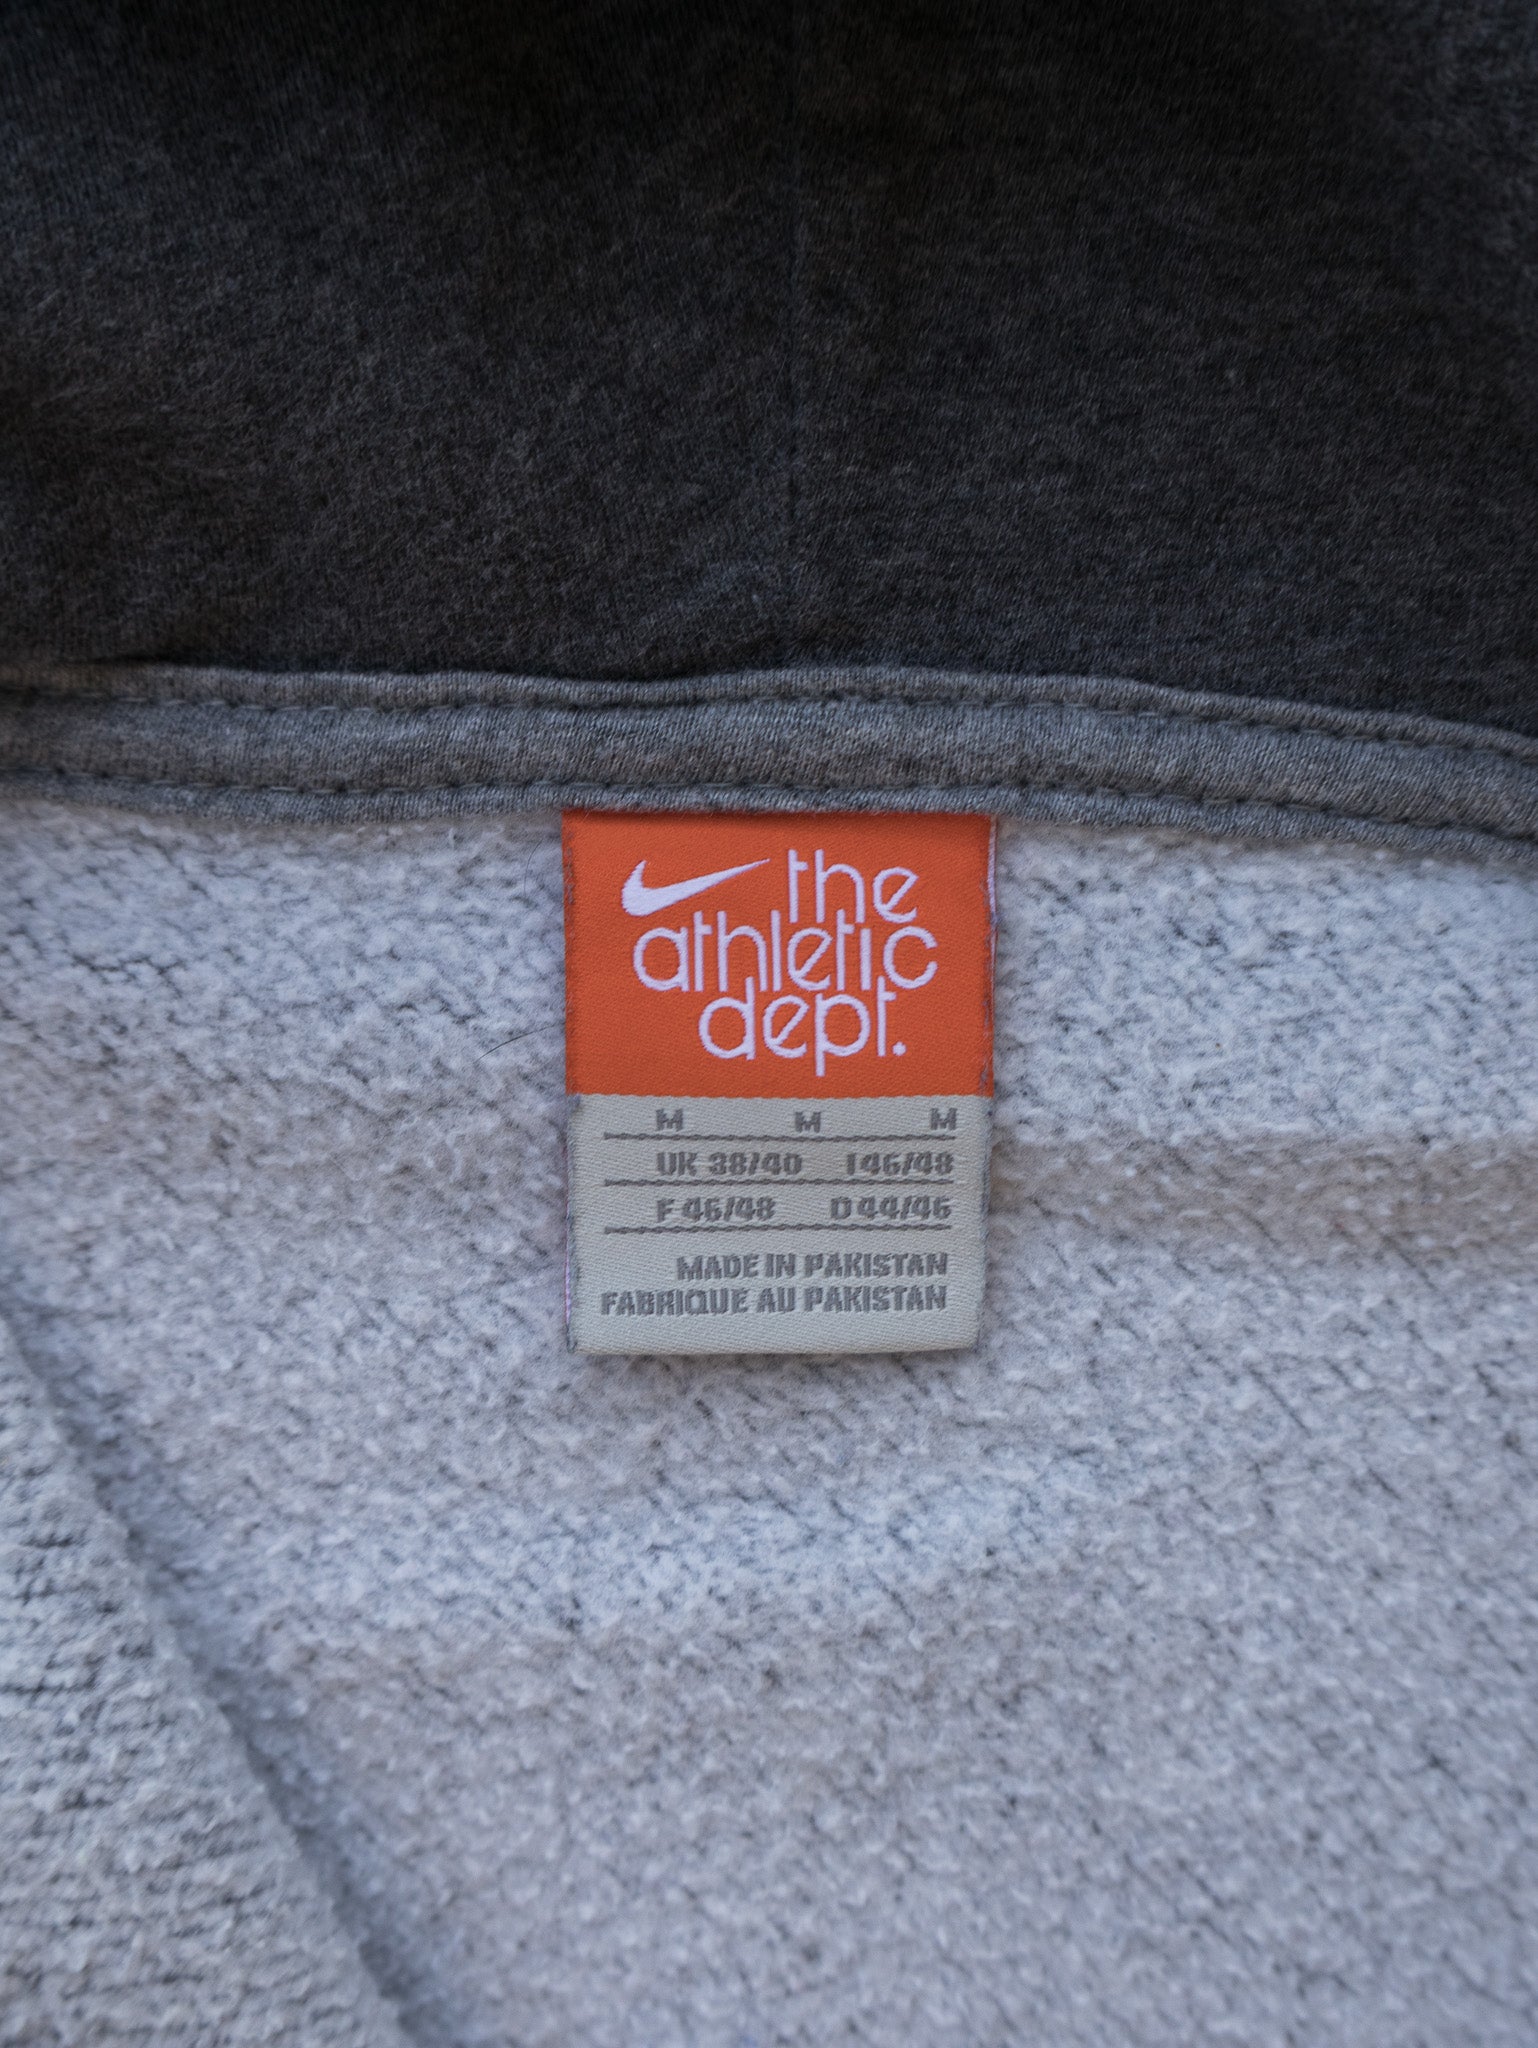 the
athletic
dept.
M M M
UK 38/40 I 46/48
F 46/48 D 44/46
MADE IN PAKISTAN
FABRIQUE AU PAKISTAN